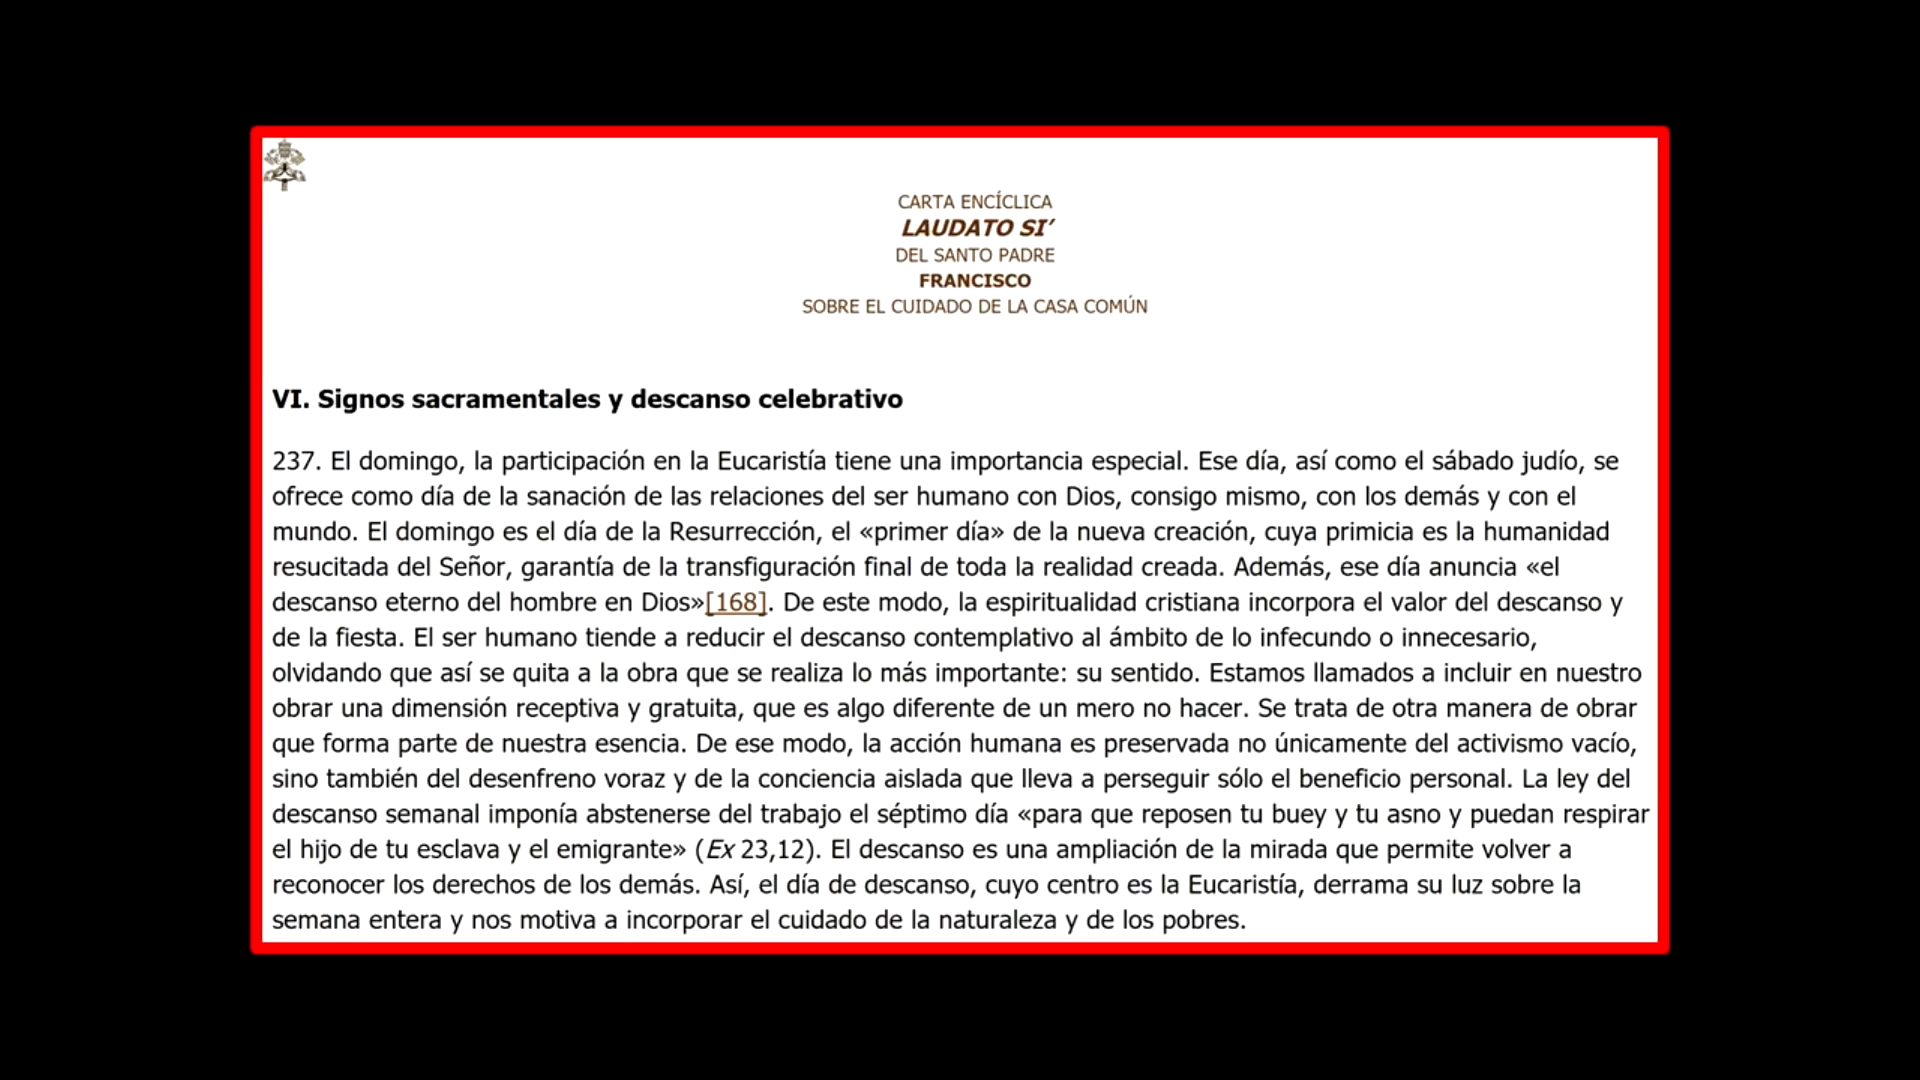 CARTA ENCÍCLICA
LAUDATO SI’
DEL SANTO PADRE
FRANCISCO
SOBRE EL CUIDADO DE LA CASA COMÚN
VI. Signos sacramentales y descanso celebrativo
237. El domingo, la participación en la Eucaristía tiene una importancia especial. Ese día, así como el sábado judío, se
ofrece como día de la sanación de las relaciones del ser humano con Dios, consigo mismo, con los demás y con el
mundo. El domingo es el día de la Resurrección, el «primer día» de la nueva creación, cuya primicia es la humanidad
resucitada del Señor, garantía de la transfiguración final de toda la realidad creada. Además, ese día anuncia «el
descanso eterno del hombre en Dios»[168]. De este modo, la espiritualidad cristiana incorpora el valor del descanso y
de la fiesta. El ser humano tiende a reducir el descanso contemplativo al ámbito de lo infecundo o innecesario,
olvidando que así se quita a la obra que se realiza lo más importante: su sentido. Estamos llamados a incluir en nuestro
obrar una dimensión receptiva y gratuita, que es algo diferente de un mero no hacer. Se trata de otra manera de obrar
que forma parte de nuestra esencia. De ese modo, la acción humana es preservada no únicamente del activismo vacío,
sino también del desenfreno voraz y de la conciencia aislada que lleva a perseguir sólo el beneficio personal. La ley del
descanso semanal imponía abstenerse del trabajo el séptimo día «para que reposen tu buey y tu asno y puedan respirar
el hijo de tu esclava y el emigrante» (Ex 23,12). El descanso es una ampliación de la mirada que permite volver a
reconocer los derechos de los demás. Así, el día de descanso, cuyo centro es la Eucaristía, derrama su luz sobre la
semana entera y nos motiva a incorporar el cuidado de la naturaleza y de los pobres.